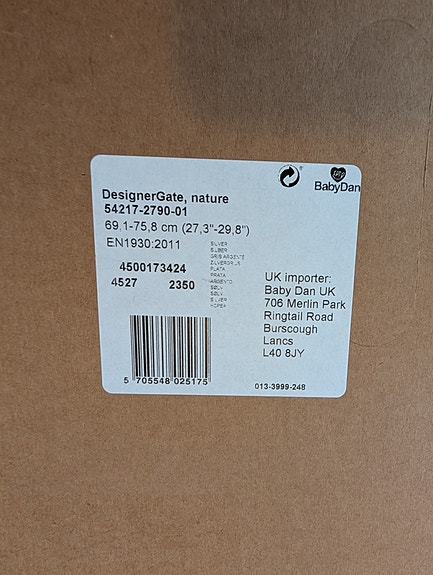 BabyDan
DesignerGate, nature
54217-2790-01
69,1-75,8 cm (27,3"-29,8")
EN1930:2011
SILVER
SILBER
GRIS ARGENTE
ZILVERGRIJS
PLATA
PRATA
ARGENTO
SØLV
SØLV
SILVER
HOPEA
4500173424
4527 2350
UK importer:
Baby Dan UK
706 Merlin Park
Ringtail Road
Burscough
Lancs
L40 8JY
5 705548 025175
013-3999-248